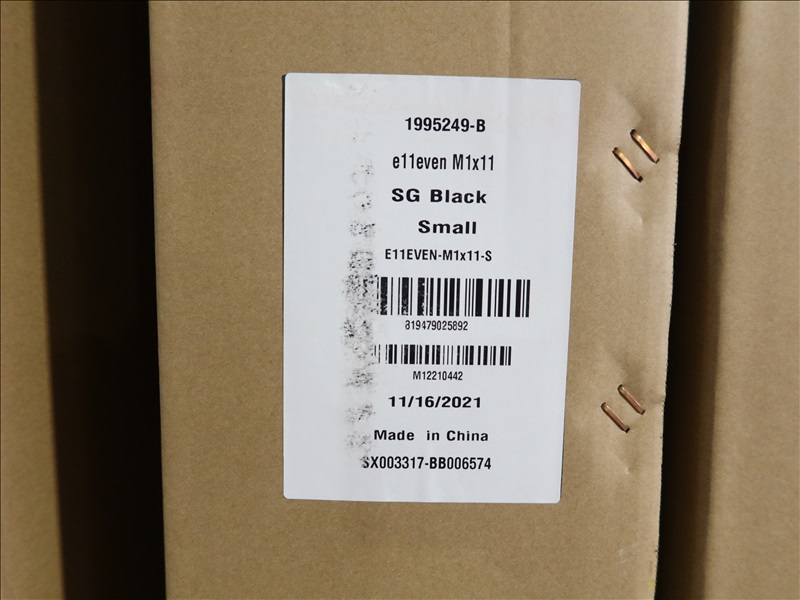 1995249-B
e11even M1x11
SG Black
Small
E11EVEN-M1x11-S
819479025892
M12210442
11/16/2021
Made in China
SX003317-BB006574